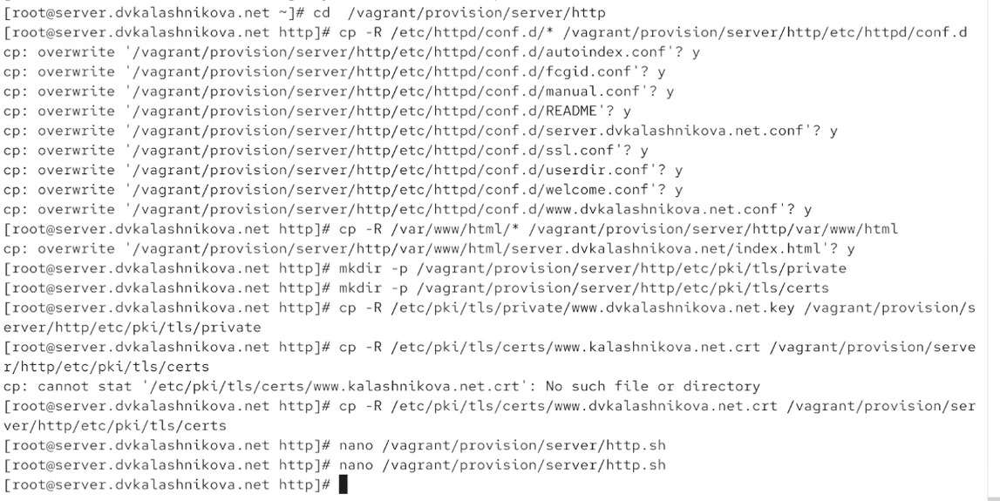 [root@server.dvkalashnikova.net ~]# cd  /vagrant/provision/server/http
[root@server.dvkalashnikova.net http]# cp -R /etc/httpd/conf.d/* /vagrant/provision/server/http/etc/httpd/conf.d
cp: overwrite '/vagrant/provision/server/http/etc/httpd/conf.d/autoindex.conf'? y
cp: overwrite '/vagrant/provision/server/http/etc/httpd/conf.d/fcgid.conf'? y
cp: overwrite '/vagrant/provision/server/http/etc/httpd/conf.d/manual.conf'? y
cp: overwrite '/vagrant/provision/server/http/etc/httpd/conf.d/README'? y
cp: overwrite '/vagrant/provision/server/http/etc/httpd/conf.d/server.dvkalashnikova.net.conf'? y
cp: overwrite '/vagrant/provision/server/http/etc/httpd/conf.d/ssl.conf'? y
cp: overwrite '/vagrant/provision/server/http/etc/httpd/conf.d/userdir.conf'? y
cp: overwrite '/vagrant/provision/server/http/etc/httpd/conf.d/welcome.conf'? y
cp: overwrite '/vagrant/provision/server/http/etc/httpd/conf.d/www.dvkalashnikova.net.conf'? y
[root@server.dvkalashnikova.net http]# cp -R /var/www/html/* /vagrant/provision/server/http/var/www/html
cp: overwrite '/vagrant/provision/server/http/var/www/html/server.dvkalashnikova.net/index.html'? y
[root@server.dvkalashnikova.net http]# mkdir -p /vagrant/provision/server/http/etc/pki/tls/private
[root@server.dvkalashnikova.net http]# mkdir -p /vagrant/provision/server/http/etc/pki/tls/certs
[root@server.dvkalashnikova.net http]# cp -R /etc/pki/tls/private/www.dvkalashnikova.net.key /vagrant/provision/s
erver/http/etc/pki/tls/private
[root@server.dvkalashnikova.net http]# cp -R /etc/pki/tls/certs/www.kalashnikova.net.crt /vagrant/provision/serve
r/http/etc/pki/tls/certs
cp: cannot stat '/etc/pki/tls/certs/www.kalashnikova.net.crt': No such file or directory
[root@server.dvkalashnikova.net http]# cp -R /etc/pki/tls/certs/www.dvkalashnikova.net.crt /vagrant/provision/ser
ver/http/etc/pki/tls/certs
[root@server.dvkalashnikova.net http]# nano /vagrant/provision/server/http.sh
[root@server.dvkalashnikova.net http]# nano /vagrant/provision/server/http.sh
[root@server.dvkalashnikova.net http]#